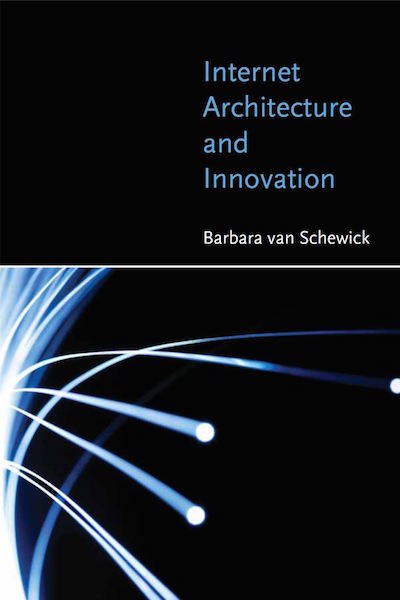 Internet
Architecture
and
Innovation
Barbara van Schewick